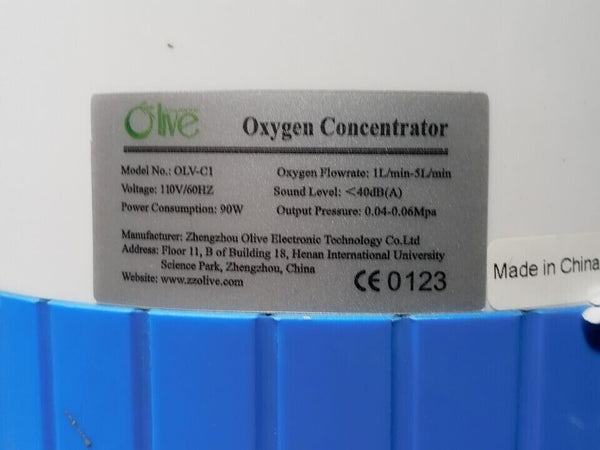 Olive Oxygen Concentrator
Model No.: OLV-C1 Oxygen Flowrate: 1L/min-5L/min
Voltage: 110V/60HZ Sound Level: <40dB(A)
Power Consumption: 90W Output Pressure: 0.04-0.06Mpa
Manufacturer: Zhengzhou Olive Electronic Technology Co.Ltd
Address: Floor 11, B of Building 18, Henan International University
Science Park, Zhengzhou, China
Website: www.zzolive.com
CE 0123
Made in China